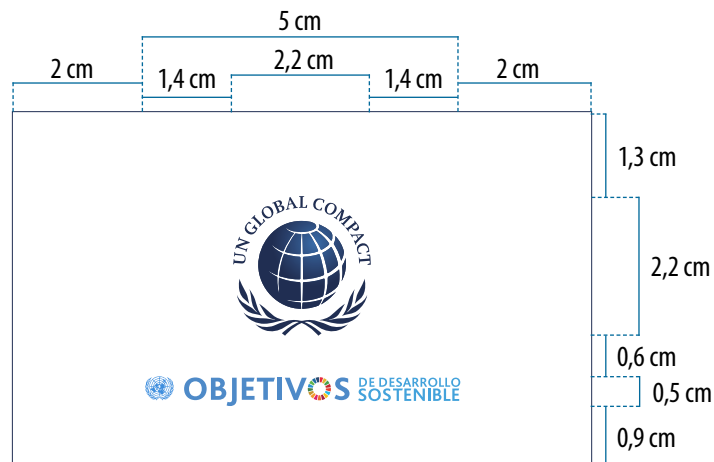 5 cm
2 cm
1,4 cm
2,2 cm
1,4 cm
2 cm
1,3 cm
UN GLOBAL COMPACT
2,2 cm
0,6 cm
OBJETIVOS DE DESARROLLO
SOSTENIBLE
0,5 cm
0,9 cm